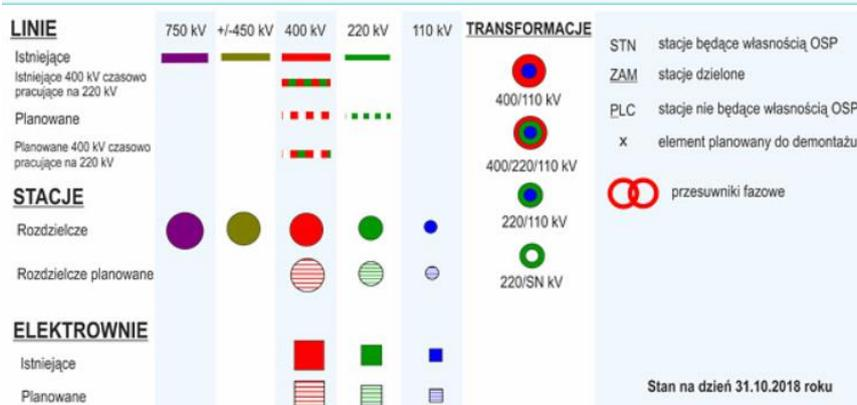 LINIE
750 kV
+/-450 kV
400 kV
220 kV
110 kV
TRANSFORMACJE
Istniejące
Istniejące 400 kV czasowo
pracujące na 220 kV
Planowane
Planowane 400 kV czasowo
pracujące na 220 kV
400/110 kV
400/220/110 kV
220/110 kV
220/SN kV
STN stacje będące własnością OSP
ZAM stacje dzielone
PLC stacje nie będące własnością OSP
x element planowany do demontażu
przesuwniki fazowe
STACJE
Rozdzielcze
Rozdzielcze planowane
ELEKTROWNIE
Istniejące
Planowane
Stan na dzień 31.10.2018 roku